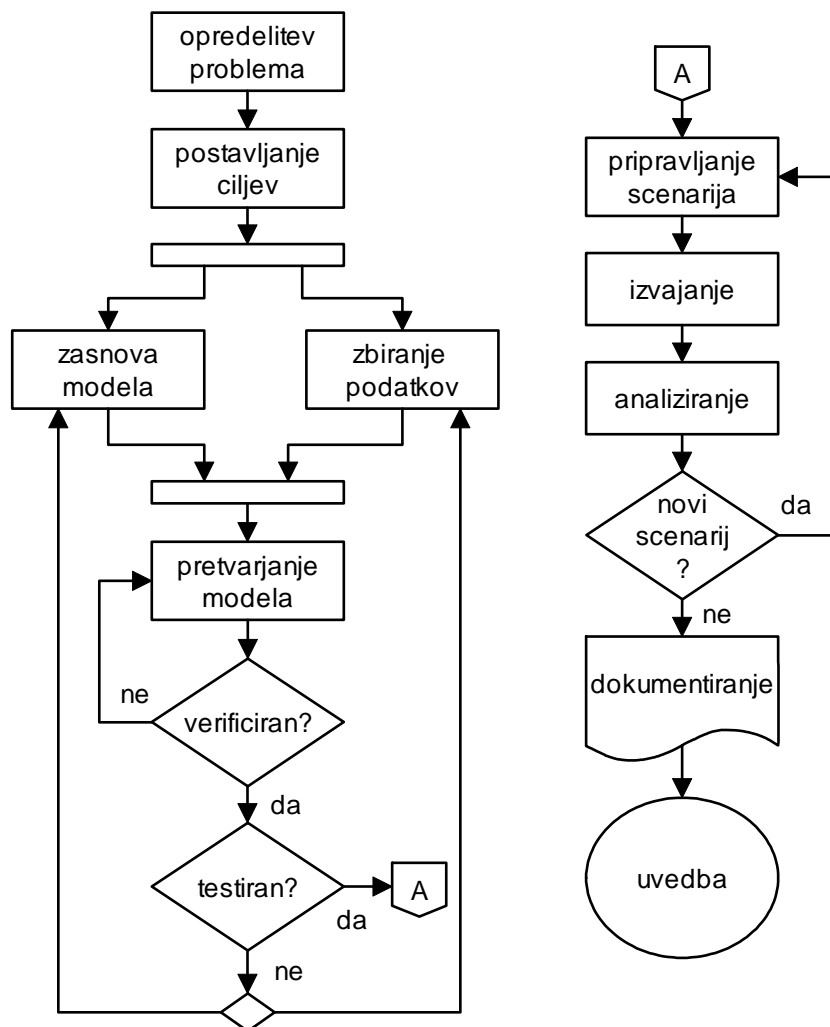 opredelitev
problema
postavljanje
ciljev
zasnova
modela
zbiranje
podatkov
pretvarjanje
modela
ne
verificiran?
da
testiran?
da
A
ne
A
pripravljanje
scenarija
izvajanje
analiziranje
novi
scenarij
?
da
ne
dokumentiranje
uvedba